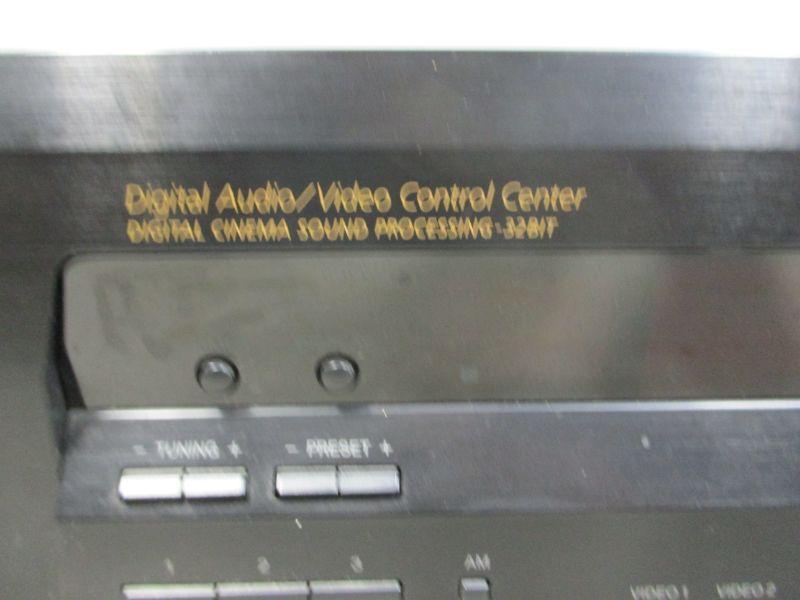 Digital Audio/Video Control Center
DIGITAL CINEMA SOUND PROCESSING-32BIT
- TUNING + - PRESET +
1 2 3 AM
VIDEO 1 VIDEO 2